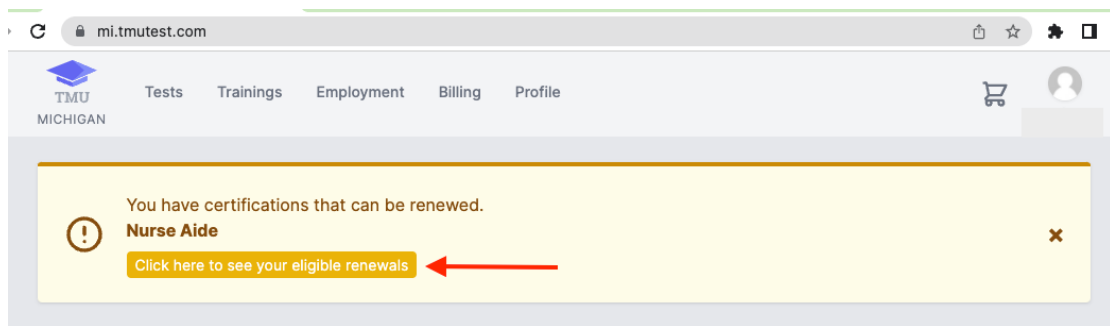 mi.tmutest.com
TMU
MICHIGAN
Tests Trainings Employment Billing Profile
You have certifications that can be renewed.
Nurse Aide
Click here to see your eligible renewals